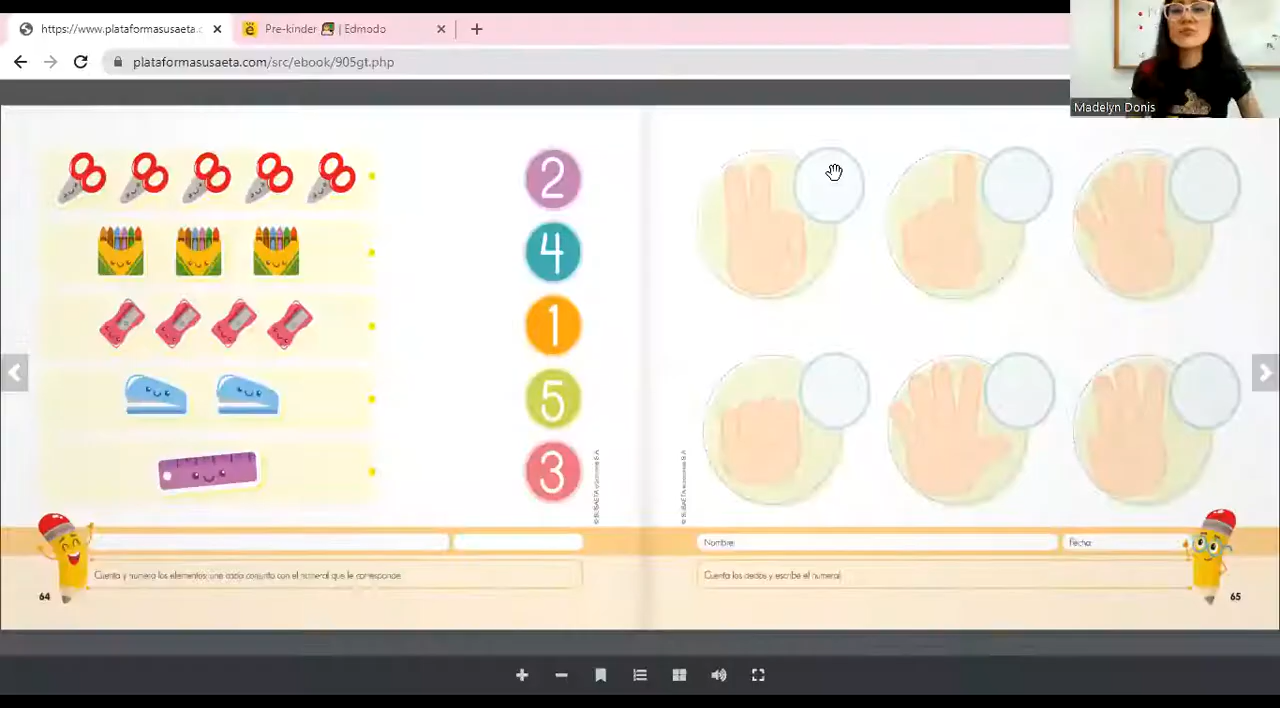 https://www.plataformasusaeta.c
Pre-kinder
Edmodo
plataformasusaeta.com/src/ebook/905gt.php
Madelyn Donis
2
4
1
5
3
Nombre:
Fecha:
Cuenta y numera los elementos; une cada conjunto con el numeral que le corresponde.
Cuenta los dedos y escribe el numeral.
64
65